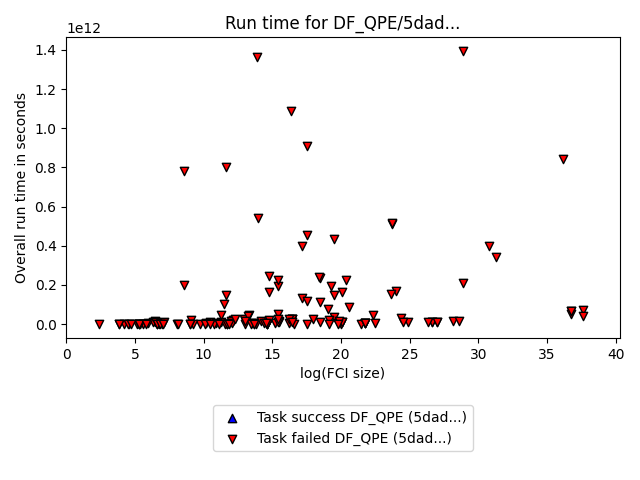 Run time for DF_QPE/5dad...
1e12
1.4
1.2
1.0
0.8
0.6
0.4
0.2
0.0
Overall run time in seconds
0 5 10 15 20 25 30 35 40
log(FCI size)
Task success DF_QPE (5dad...)
Task failed DF_QPE (5dad...)